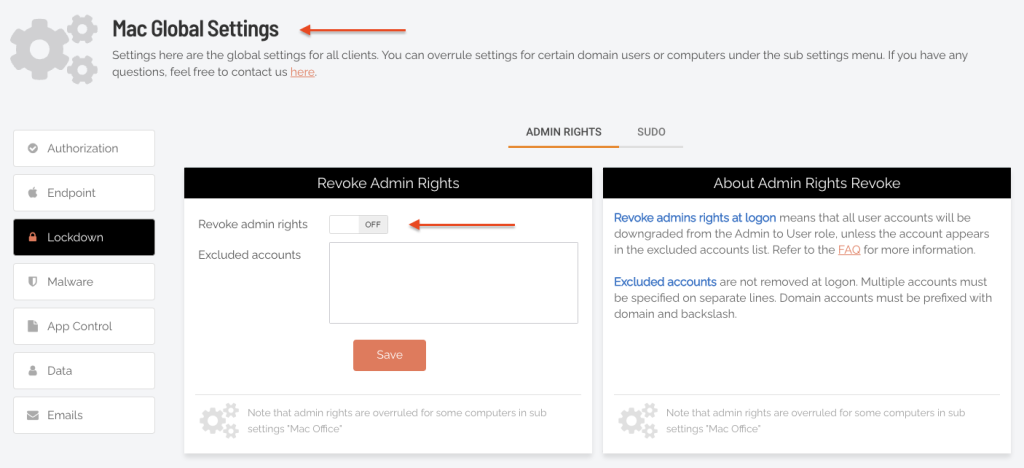 Mac Global Settings
Settings here are the global settings for all clients. You can overrule settings for certain domain users or computers under the sub settings menu. If you have any
questions, feel free to contact us here.
Authorization
Endpoint
Lockdown
Malware
App Control
Data
Emails
ADMIN RIGHTS
SUDO
Revoke Admin Rights
Revoke admin rights
OFF
Excluded accounts
Save
Note that admin rights are overruled for some computers in sub
settings "Mac Office"
About Admin Rights Revoke
Revoke admins rights at logon means that all user accounts will be
downgraded from the Admin to User role, unless the account appears
in the excluded accounts list. Refer to the FAQ for more information.
Excluded accounts are not removed at logon. Multiple accounts must
be specified on separate lines. Domain accounts must be prefixed with
domain and backslash.
Note that admin rights are overruled for some computers in sub
settings "Mac Office"